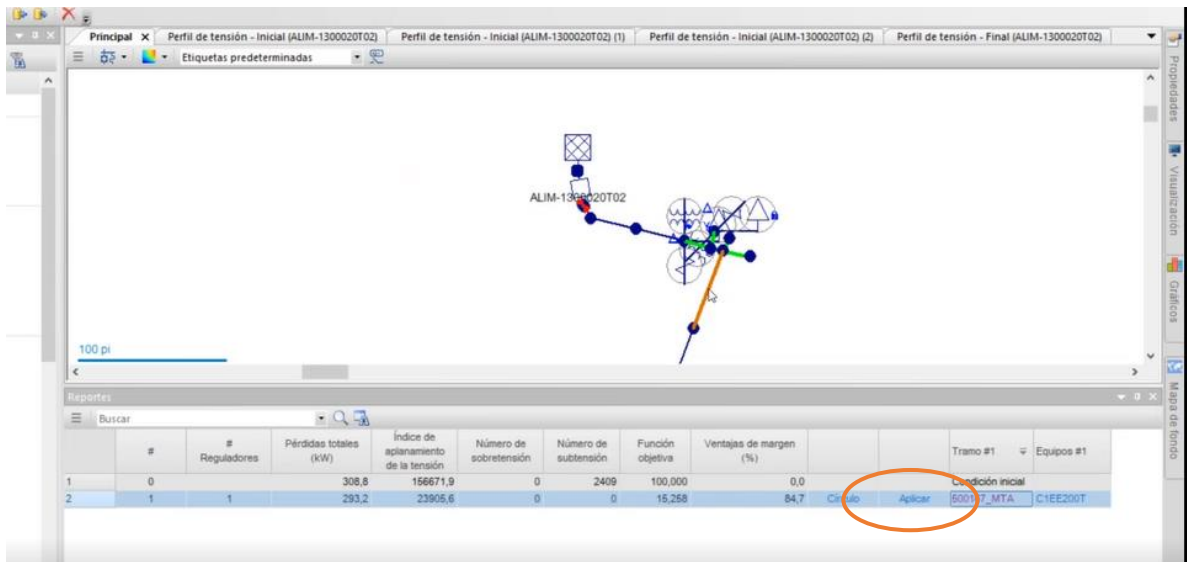 Principal X Perfil de tensión - Inicial (ALIM-1300020T02) Perfil de tensión - Inicial (ALIM-1300020T02) (1) Perfil de tensión - Inicial (ALIM-1300020T02) (2) Perfil de tensión - Final (ALIM-1300020T02)
Etiquetas predeterminadas
ALIM-1300020T02
100 pi
Propiedades
Visualización
Gráficos
Mapa de fondo
Reportes
Buscar
# # Reguladores Pérdidas totales (kW) Índice de aplanamiento de la tensión Número de sobretensión Número de subtensión Función objetiva Ventajas de margen (%) Tramo #1 Equipos #1
1 0 308,8 156671,9 0 2409 100,000 0,0 Condición inicial
2 1 1 293,2 23905,6 0 0 15,258 84,7 Círculo Aplicar C1EE200T